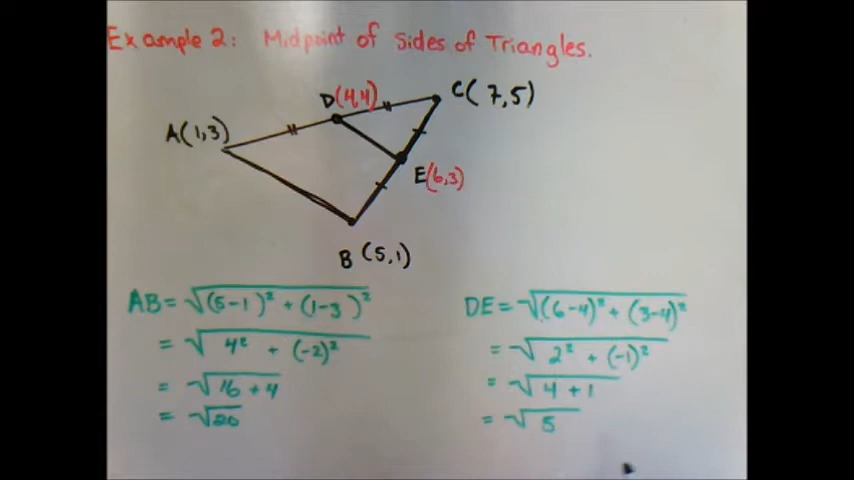 Example 2: Midpoint of Sides of Triangles.
D(4,4)
C(7,5)
A(1,3)
E(6,3)
B(5,1)
AB = √(5-1)² + (1-3)²
= √4² + (-2)²
= √16 + 4
= √20
DE = √(6-4)² + (3-4)²
= √2² + (-1)²
= √4 + 1
= √5